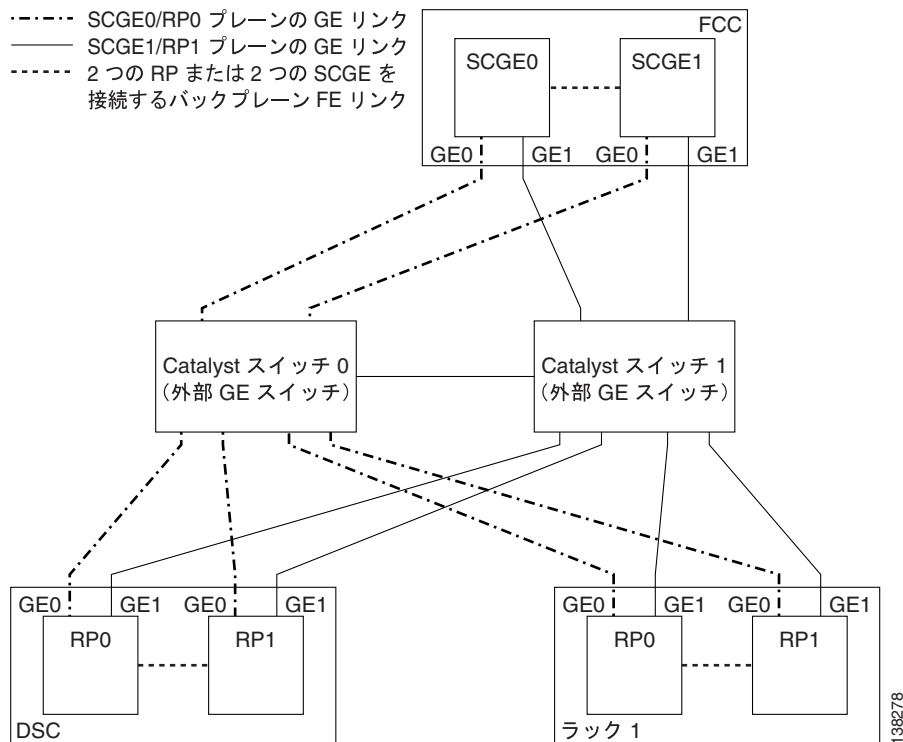 SCGE0/RP0 プレーンの GE リンク
SCGE1/RP1 プレーンの GE リンク
2 つの RP または 2 つの SCGE を
接続するバックプレーン FE リンク
FCC
SCGE0
SCGE1
GE0
GE1
GE0
GE1
Catalyst スイッチ 0
（外部 GE スイッチ）
Catalyst スイッチ 1
（外部 GE スイッチ）
GE0
GE1
GE0
GE1
RP0
RP1
DSC
GE0
GE1
GE0
GE1
RP0
RP1
ラック 1
138278